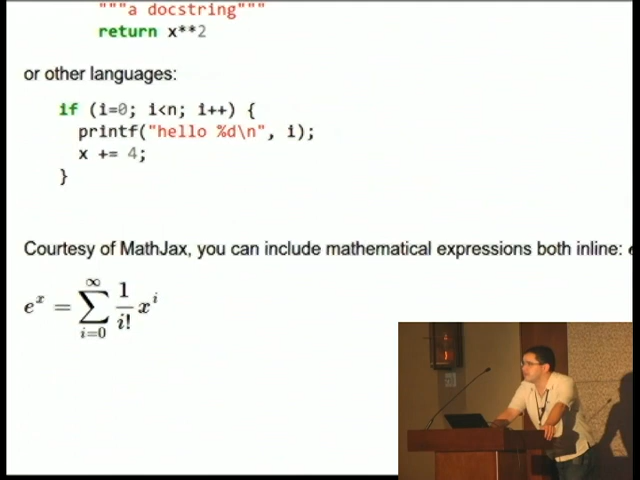 """a docstring"""
return x**2
or other languages:
if (i=0; i<n; i++) {
printf("hello %d\n", i);
x += 4;
}
Courtesy of MathJax, you can include mathematical expressions both inline:
e^x = \sum_{i=0}^{\infty} \frac{1}{i!} x^i